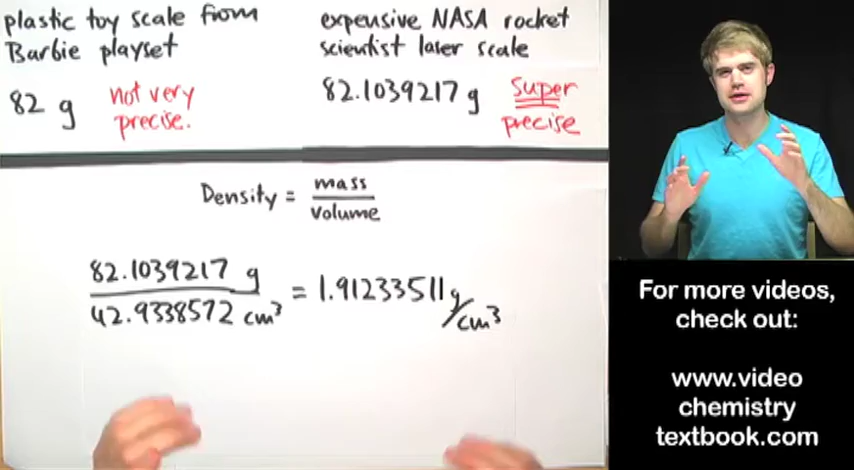 plastic toy scale from
Barbie playset
82 g
not very
precise.
expensive NASA rocket
scientist laser scale
82.1039217 g
super
precise
Density = mass
volume
82.1039217 g
42.9338572 cm³
= 1.91233511 g/cm³
For more videos,
check out:
www.video
chemistry
textbook.com